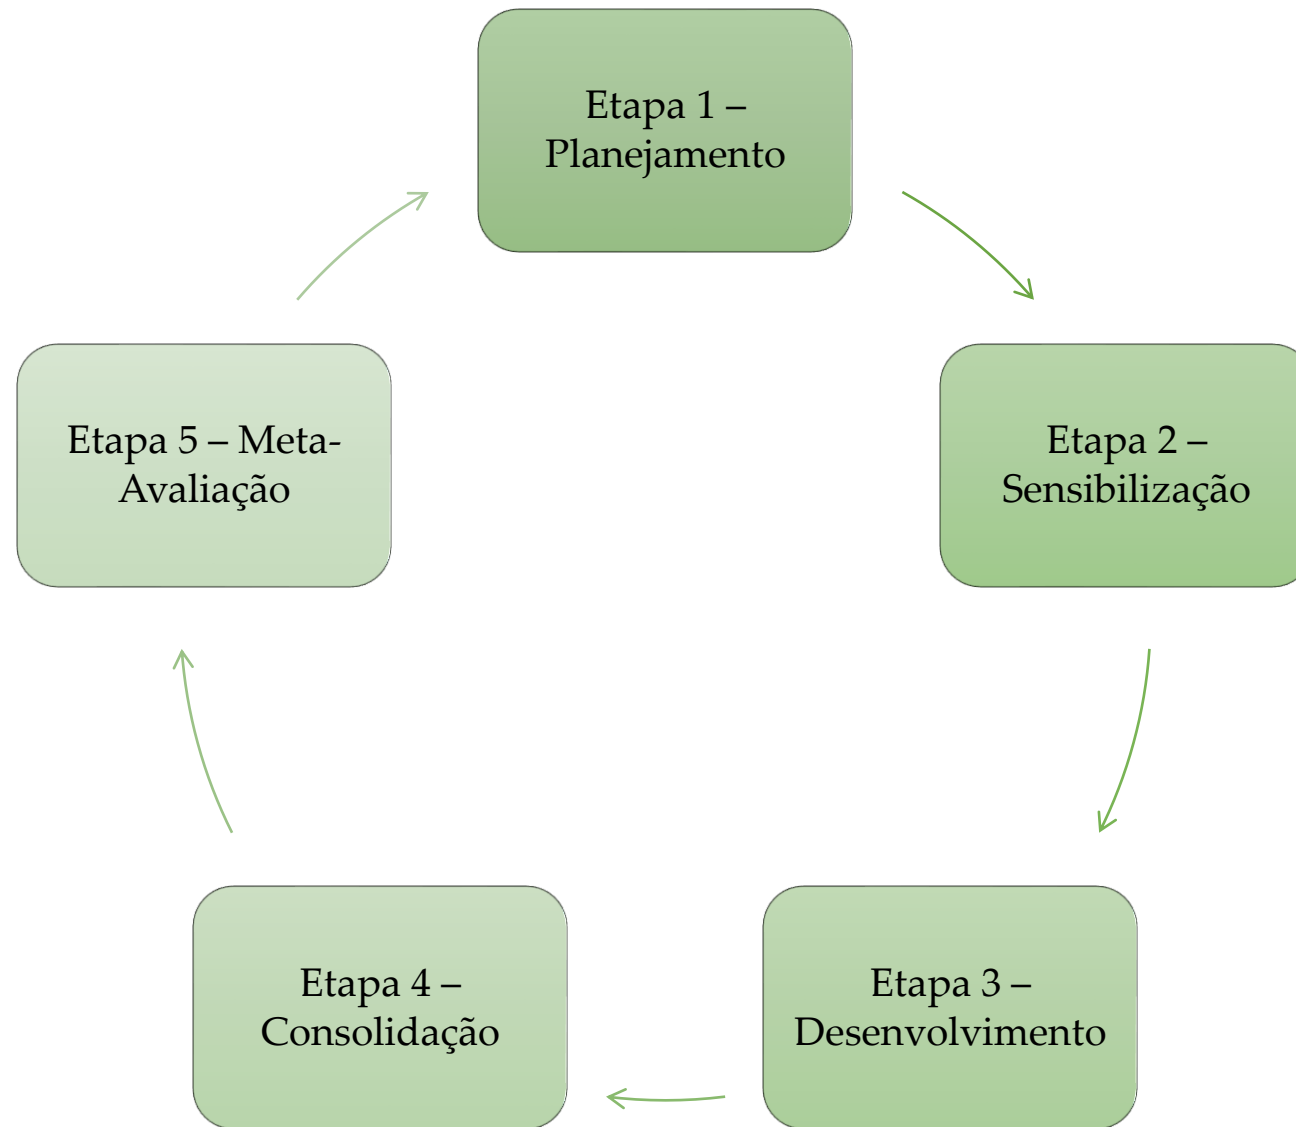 Etapa 1 –
Planejamento
Etapa 2 –
Sensibilização
Etapa 3 –
Desenvolvimento
Etapa 4 –
Consolidação
Etapa 5 – Meta-
Avaliação